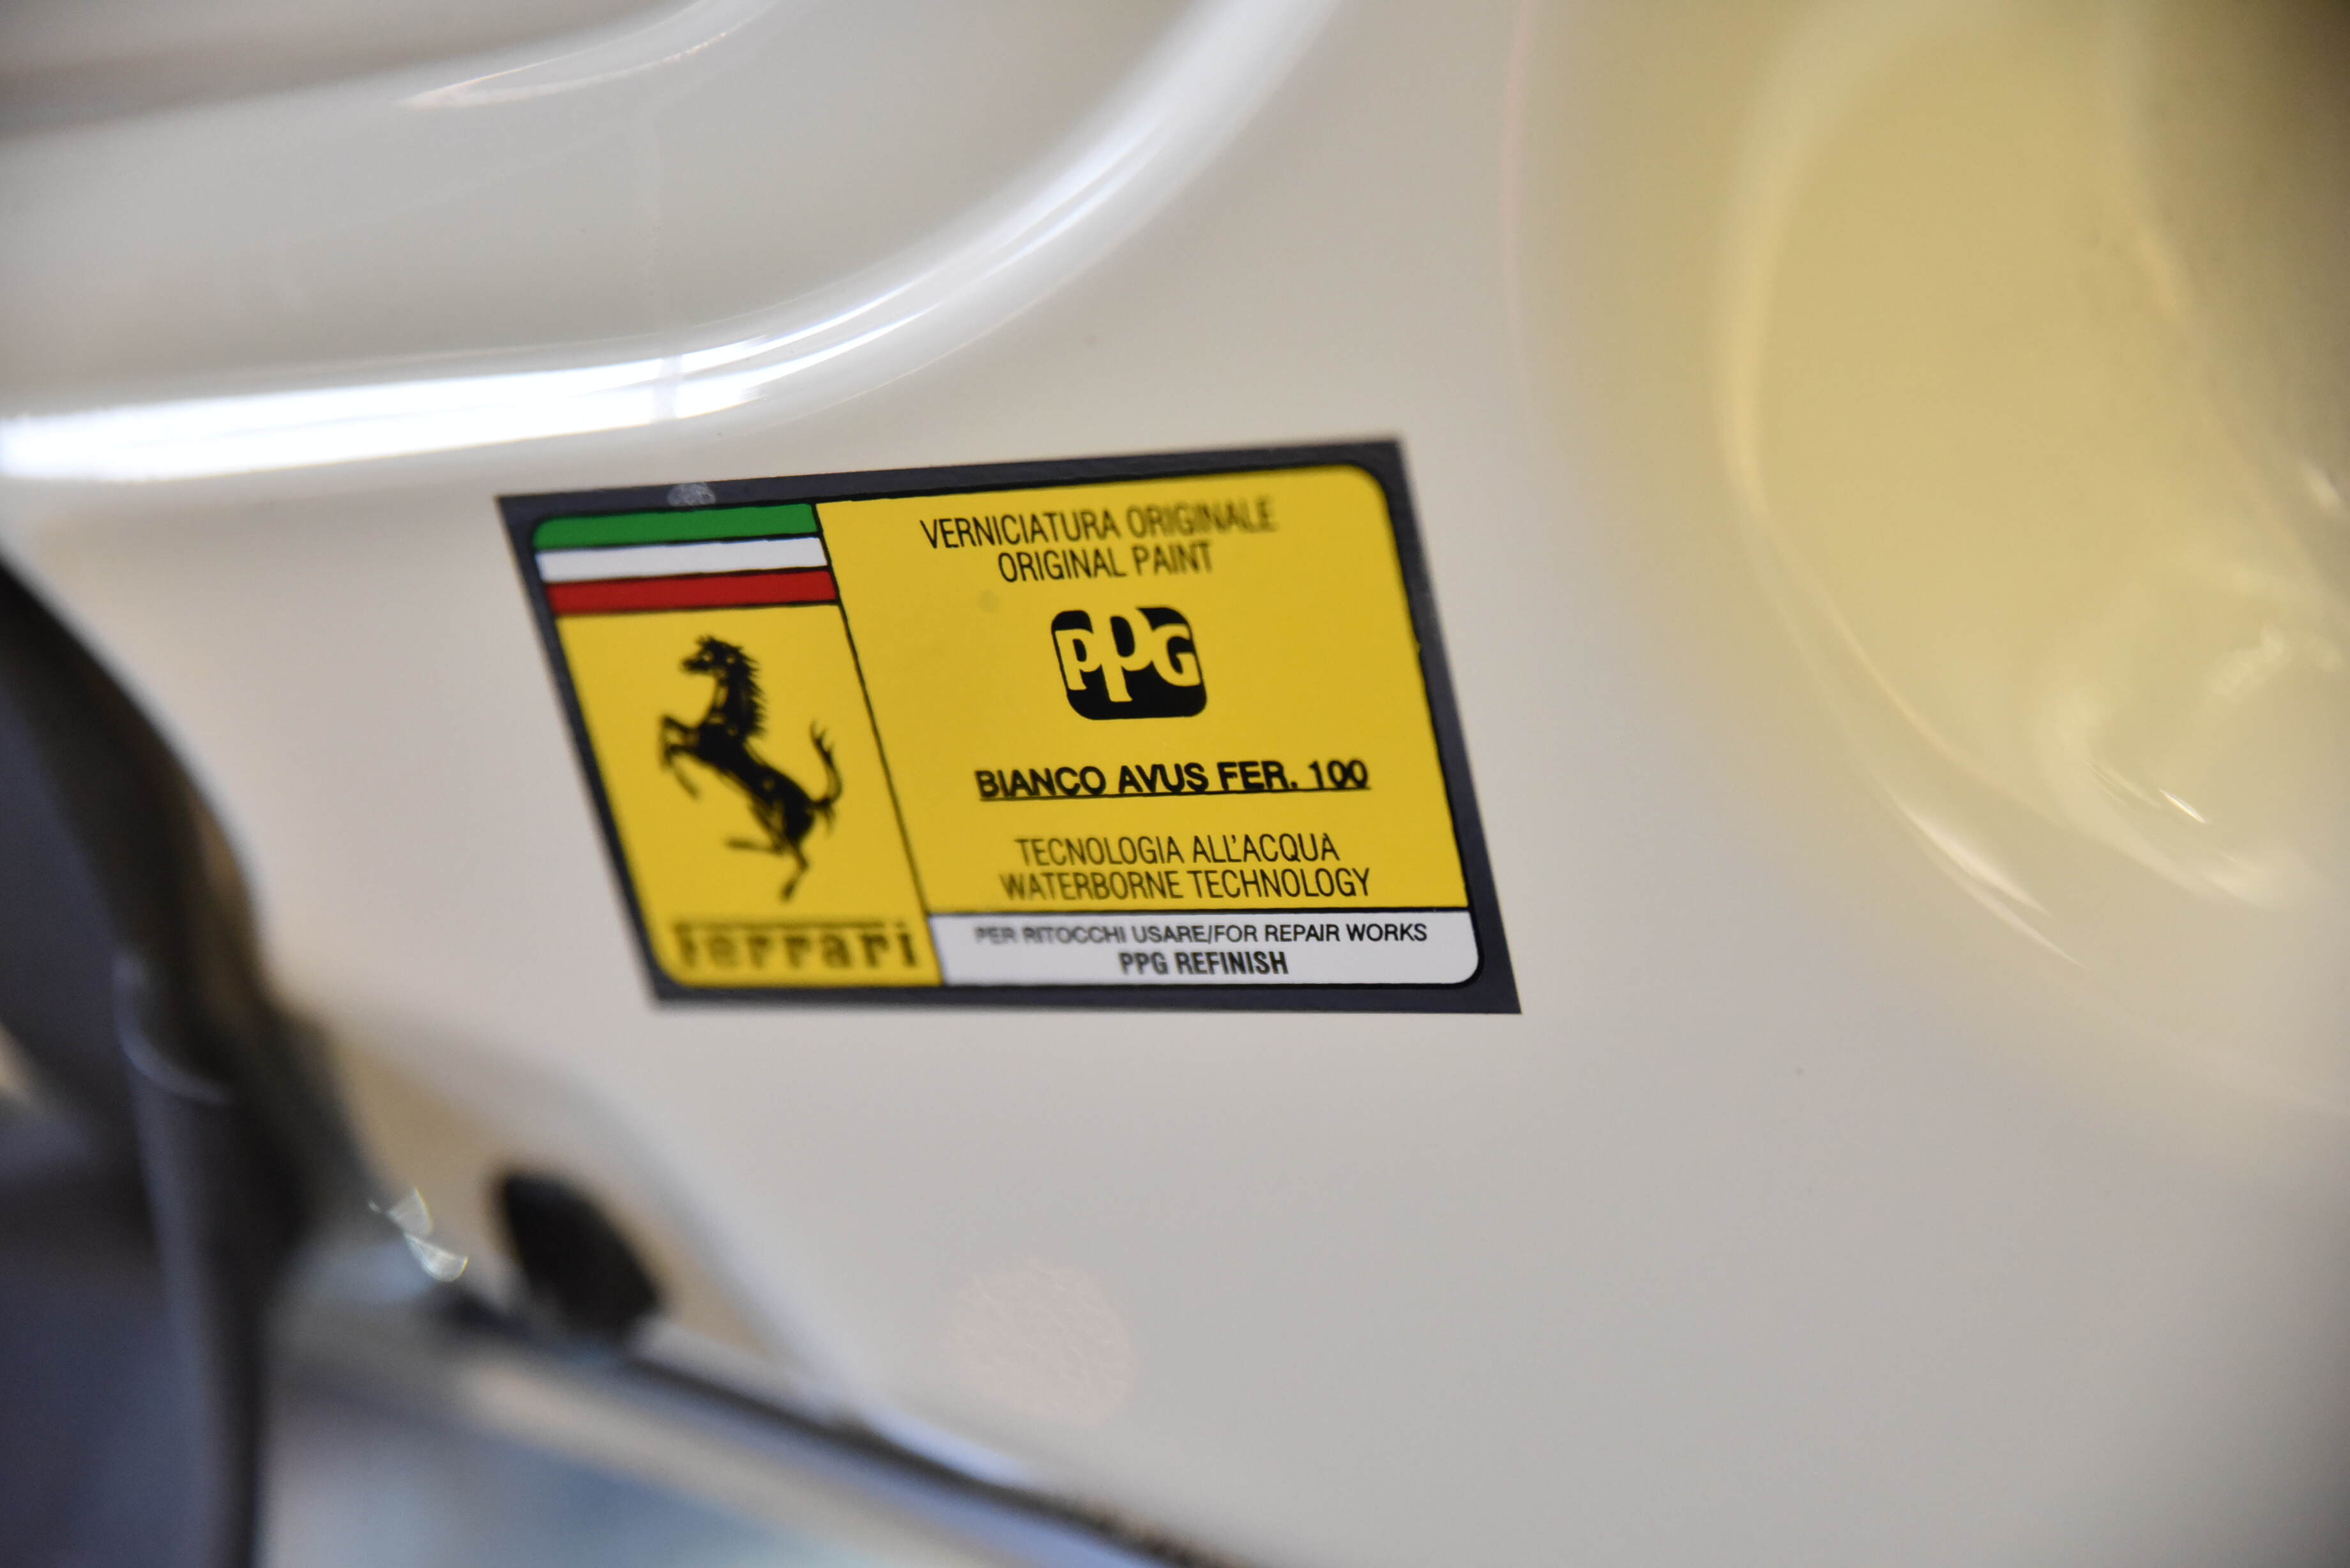 VERNICIATURA ORIGINALE
ORIGINAL PAINT
PPG
BIANCO AVUS FER. 100
TECNOLOGIA ALL'ACQUA
WATERBORNE TECHNOLOGY
Ferrari
PER RITOCCHI USARE/FOR REPAIR WORKS
PPG REFINISH